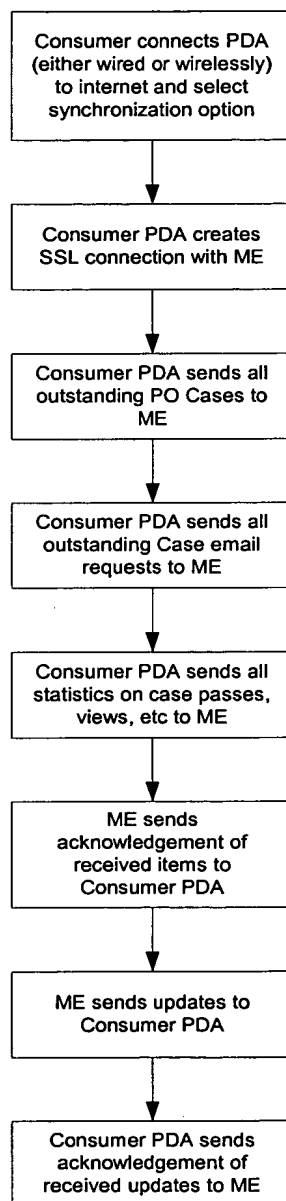 Consumer connects PDA
(either wired or wirelessly)
to internet and select
synchronization option
Consumer PDA creates
SSL connection with ME
Consumer PDA sends all
outstanding PO Cases to
ME
Consumer PDA sends all
outstanding Case email
requests to ME
Consumer PDA sends all
statistics on case passes,
views, etc to ME
ME sends
acknowledgement of
received items to
Consumer PDA
ME sends updates to
Consumer PDA
Consumer PDA sends
acknowledgement of
received updates to ME